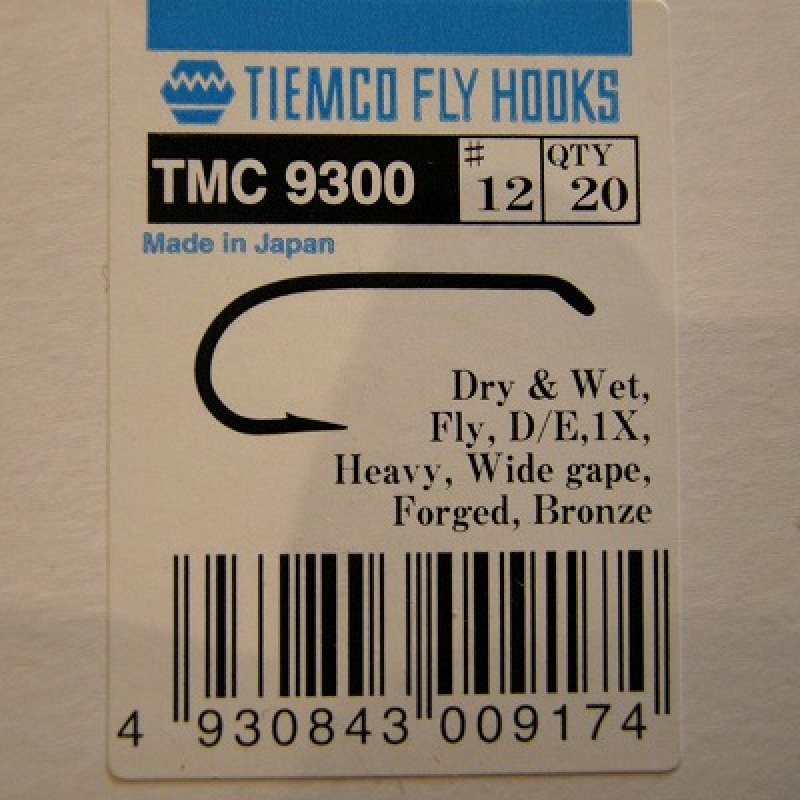 TIEMCO FLY HOOKS
TMC 9300 # 12 QTY 20
Made in Japan
Dry & Wet,
Fly, D/E,1X,
Heavy, Wide gape,
Forged, Bronze
4 930843 009174